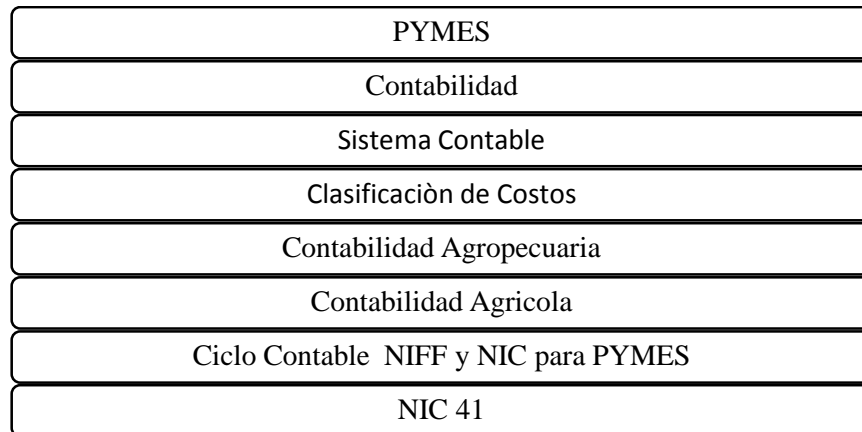 PYMES
Contabilidad
Sistema Contable
Clasificaciòn de Costos
Contabilidad Agropecuaria
Contabilidad Agricola
Ciclo Contable  NIFF y NIC para PYMES
NIC 41